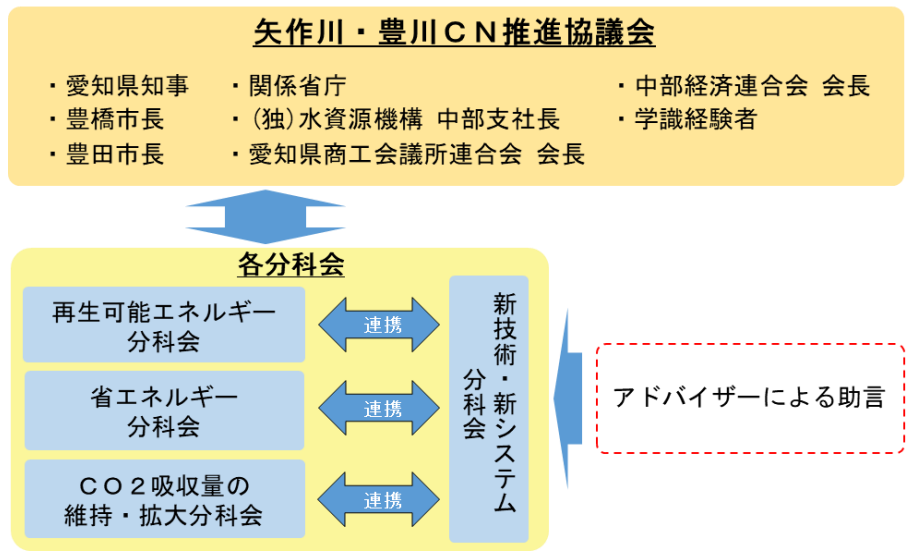 矢作川・豊川ＣＮ推進協議会
・愛知県知事
・豊橋市長
・豊田市長
・関係省庁
・(独)水資源機構 中部支社長
・愛知県商工会議所連合会 会長
・中部経済連合会 会長
・学識経験者
各分科会
再生可能エネルギー
分科会
連携
省エネルギー
分科会
連携
ＣＯ２吸収量の
維持・拡大分科会
連携
新技術・新システム
分科会
アドバイザーによる助言